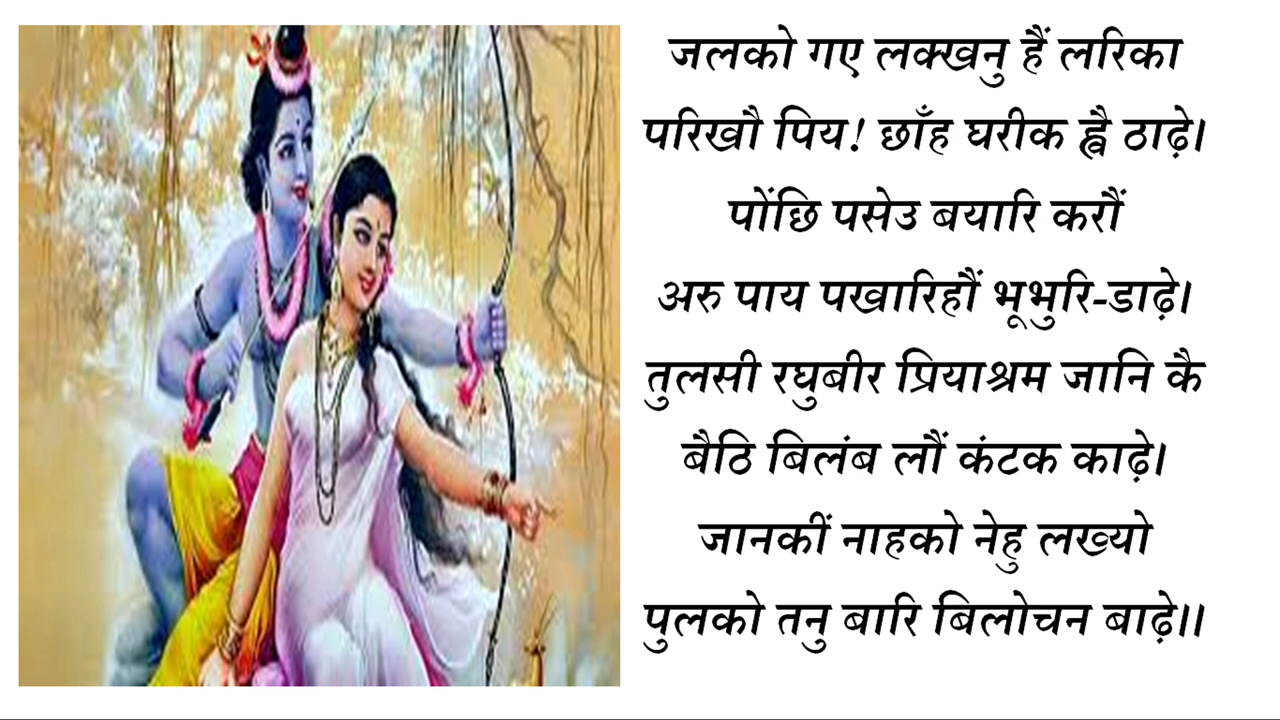 जलको गए लक्खनु हैं लरिका
परिखौ पिय! छाँह घरीक ह्वै ठाढ़े।
पोंछि पसेउ बयारि करौं
अरु पाय पखारिहौं भूभुरि-डाढ़े।
तुलसी रघुबीर प्रियाश्रम जानि कै
बैठि बिलंब लौं कंटक काढ़े।
जानकीं नाहको नेहु लख्यो
पुलको तनु बारि बिलोचन बाढ़े।।